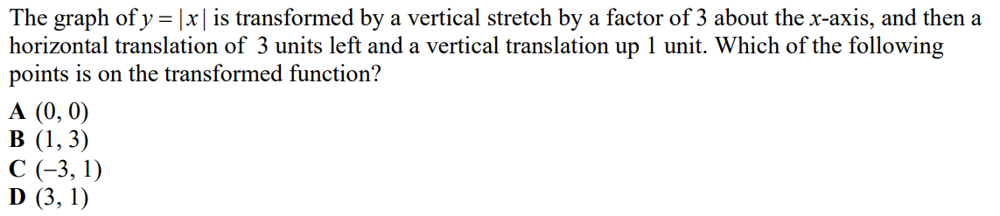 The graph of y = |x| is transformed by a vertical stretch by a factor of 3 about the x-axis, and then a
horizontal translation of 3 units left and a vertical translation up 1 unit. Which of the following
points is on the transformed function?
A (0, 0)
B (1, 3)
C (–3, 1)
D (3, 1)